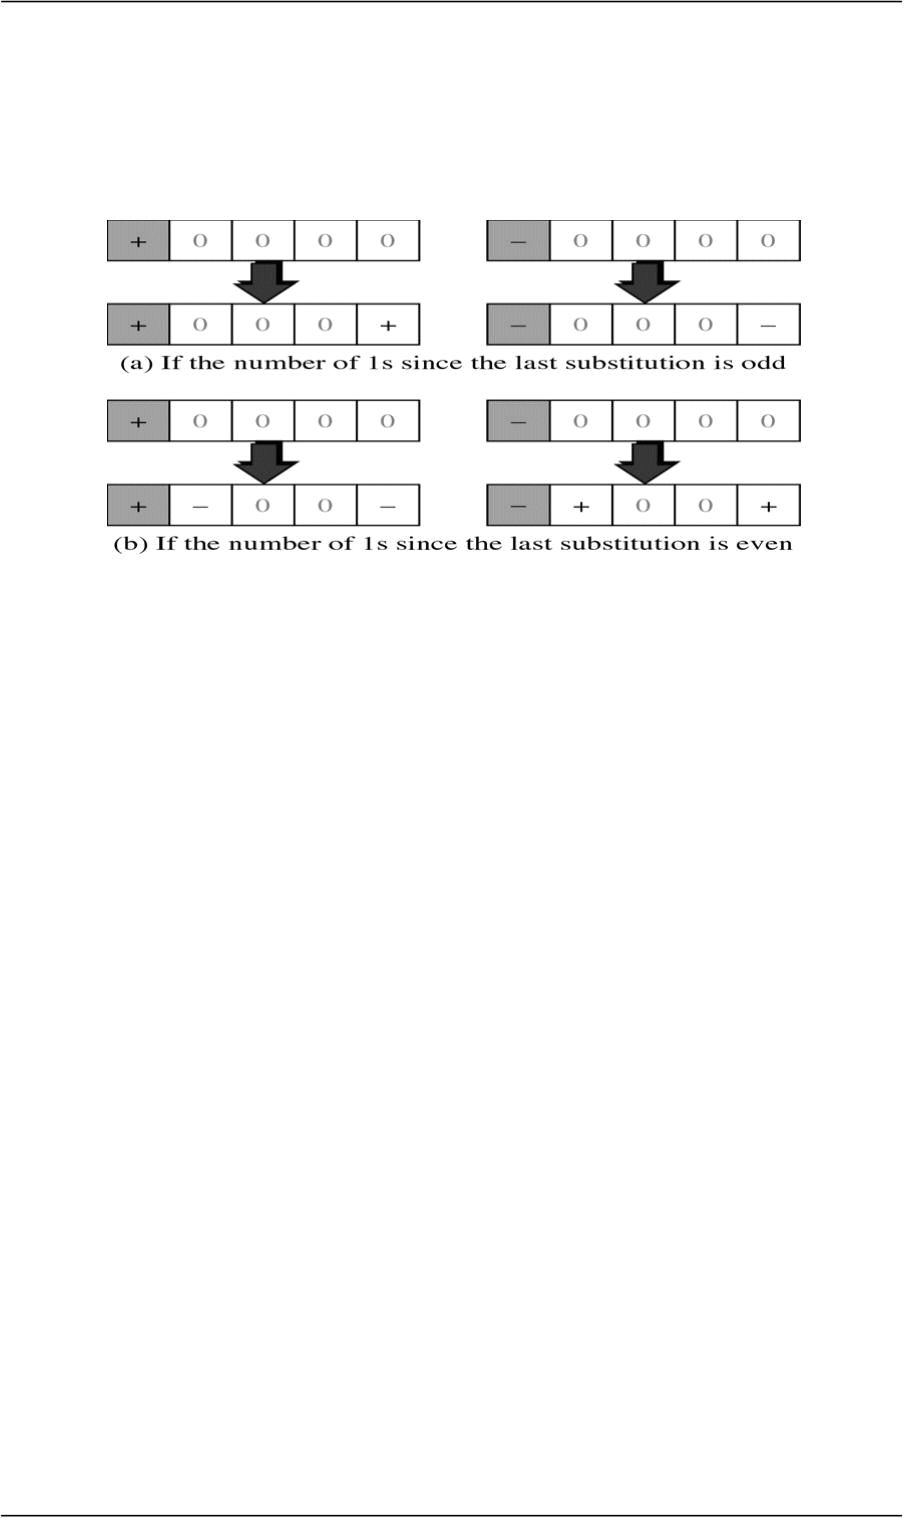 + 0 0 0 0 – 0 0 0 0
+ 0 0 0 + – 0 0 0 –
(a) If the number of 1s since the last substitution is odd
+ 0 0 0 0 – 0 0 0 0
+ – 0 0 – – + 0 0 +
(b) If the number of 1s since the last substitution is even